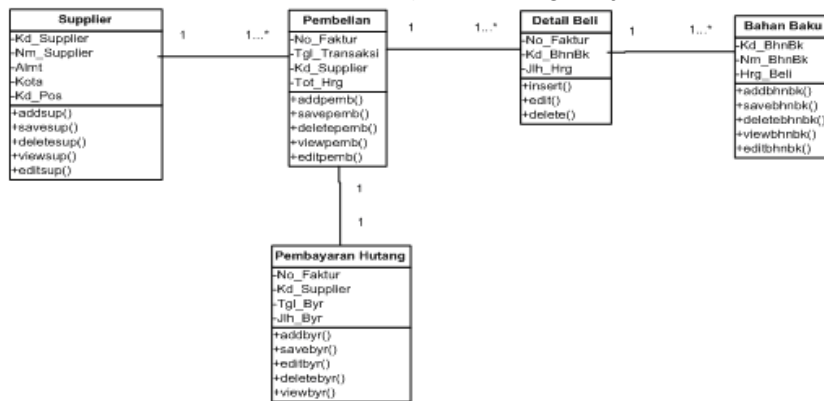 Supplier
-Kd_Supplier
-Nm_Supplier
-Almt
-Kota
-Kd_Pos
+addsup()
+savesup()
+deletesup()
+viewsup()
+editsup()
1
1...*
Pembelian
-No_Faktur
-Tgl_Transaksi
-Kd_Supplier
-Tot_Hrg
+addpemb()
+savepemb()
+deletepemb()
+viewpemb()
+editpemb()
1
1...*
Detail Beli
-No_Faktur
-Kd_BhnBk
-Jlh_Hrg
+insert()
+edit()
+delete()
1
1...*
Bahan Baku
-Kd_BhnBk
-Nm_BhnBk
-Hrg_Beli
+addbhnbk()
+savebhnbk()
+deletebhnbk()
+viewbhnbk()
+editbhnbk()
1
1
Pembayaran Hutang
-No_Faktur
-Kd_Supplier
-Tgl_Byr
-Jlh_Byr
+addbyr()
+savebyr()
+editbyr()
+deletebyr()
+viewbyr()